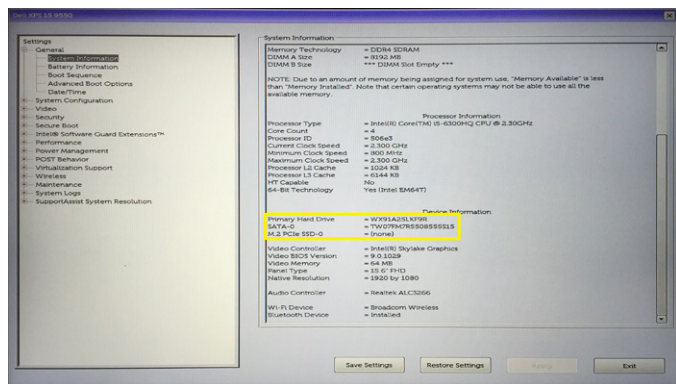 Dell XPS 15 9550
Settings
General
System Information
Battery Information
Boot Sequence
Advanced Boot Options
Date/Time
System Configuration
Video
Security
Secure Boot
Intel® Software Guard Extensions™
Performance
Power Management
POST Behavior
Virtualization Support
Wireless
Maintenance
System Logs
SupportAssist System Resolution
System Information
Memory Technology = DDR4 SDRAM
DIMM A Size = 8192 MB
DIMM B Size *** DIMM Slot Empty ***
NOTE: Due to an amount of memory being assigned for system use, "Memory Available" is less
than "Memory Installed". Note that certain operating systems may not be able to use all the
available memory.
Processor Information
Processor Type = Intel(R) Core(TM) i5-6300HQ CPU @ 2.30GHz
Core Count = 4
Processor ID = 506e3
Current Clock Speed = 2.300 GHz
Minimum Clock Speed = 800 MHz
Maximum Clock Speed = 2.300 GHz
Processor L2 Cache = 1024 KB
Processor L3 Cache = 6144 KB
HT Capable No
64-Bit Technology Yes (Intel EM64T)
Device Information
Primary Hard Drive
SATA-0
M.2 PCIe SSD-0 = (none)
Video Controller = Intel(R) Skylake Graphics
Video BIOS Version = 9.0.1029
Video Memory = 64 MB
Panel Type = 15.6" FHD
Native Resolution = 1920 by 1080
Audio Controller = Realtek ALC3266
Wi-Fi Device = Broadcom Wireless
Bluetooth Device = Installed
Save Settings
Restore Settings
Apply
Exit